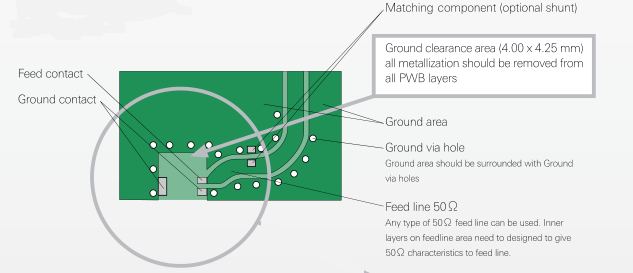 Matching component (optional shunt)
Ground clearance area (4.00 x 4.25 mm)
all metallization should be removed from
all PWB layers
Feed contact
Ground contact
Ground area
Ground via hole
Ground area should be surrounded with Ground
via holes
Feed line 50 Ω
Any type of 50 Ω feed line can be used. Inner
layers on feedline area need to designed to give
50 Ω characteristics to feed line.